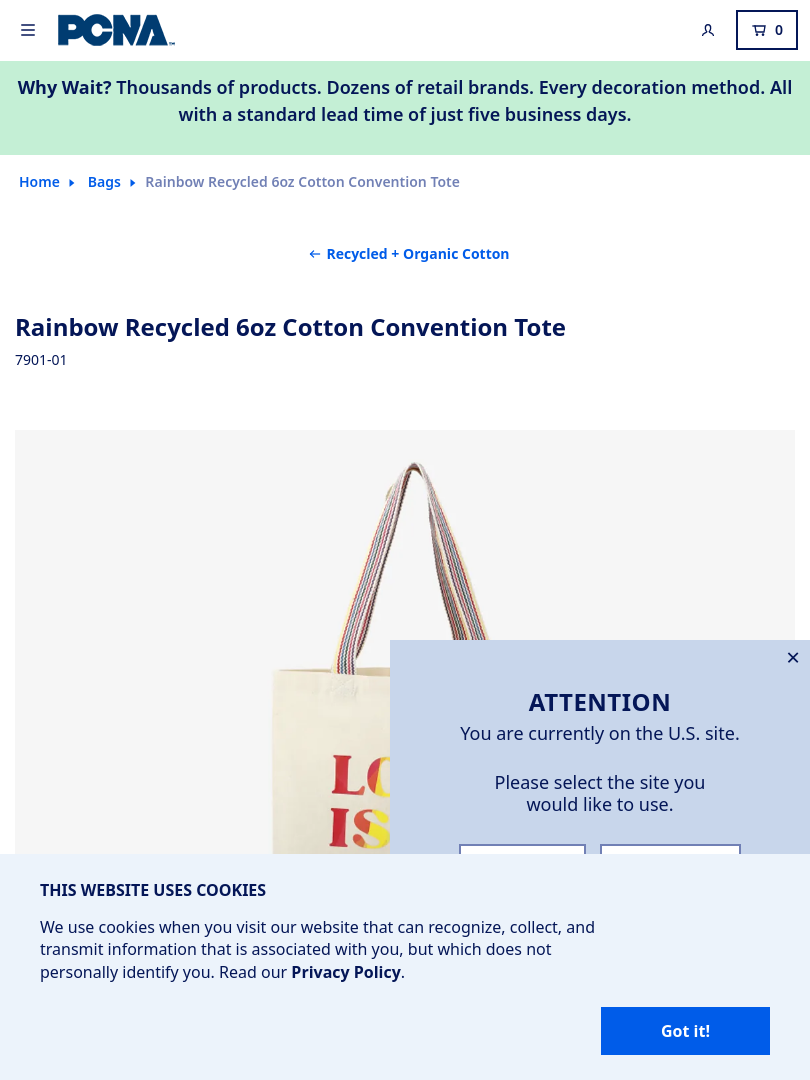 PCNA
0
Why Wait? Thousands of products. Dozens of retail brands. Every decoration method. All
with a standard lead time of just five business days.
Home
Bags
Rainbow Recycled 6oz Cotton Convention Tote
← Recycled + Organic Cotton
Rainbow Recycled 6oz Cotton Convention Tote
7901-01
LO
IS
ATTENTION
You are currently on the U.S. site.
Please select the site you
would like to use.
THIS WEBSITE USES COOKIES
We use cookies when you visit our website that can recognize, collect, and
transmit information that is associated with you, but which does not
personally identify you. Read our Privacy Policy.
Got it!